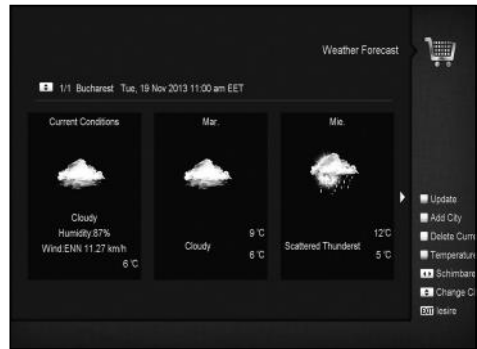 Weather Forecast
1/1 Bucharest Tue, 19 Nov 2013 11:00 am EET
Current Conditions
Cloudy
Humidity:87%
Wind:ENN 11.27 km/h
6 °C
Mar.
9 °C
Cloudy
6 °C
Mie.
12°C
Scattered Thunderst
5 °C
Update
Add City
Delete Curre
Temperature
Schimbare
Change Ci
EXIT Iesire